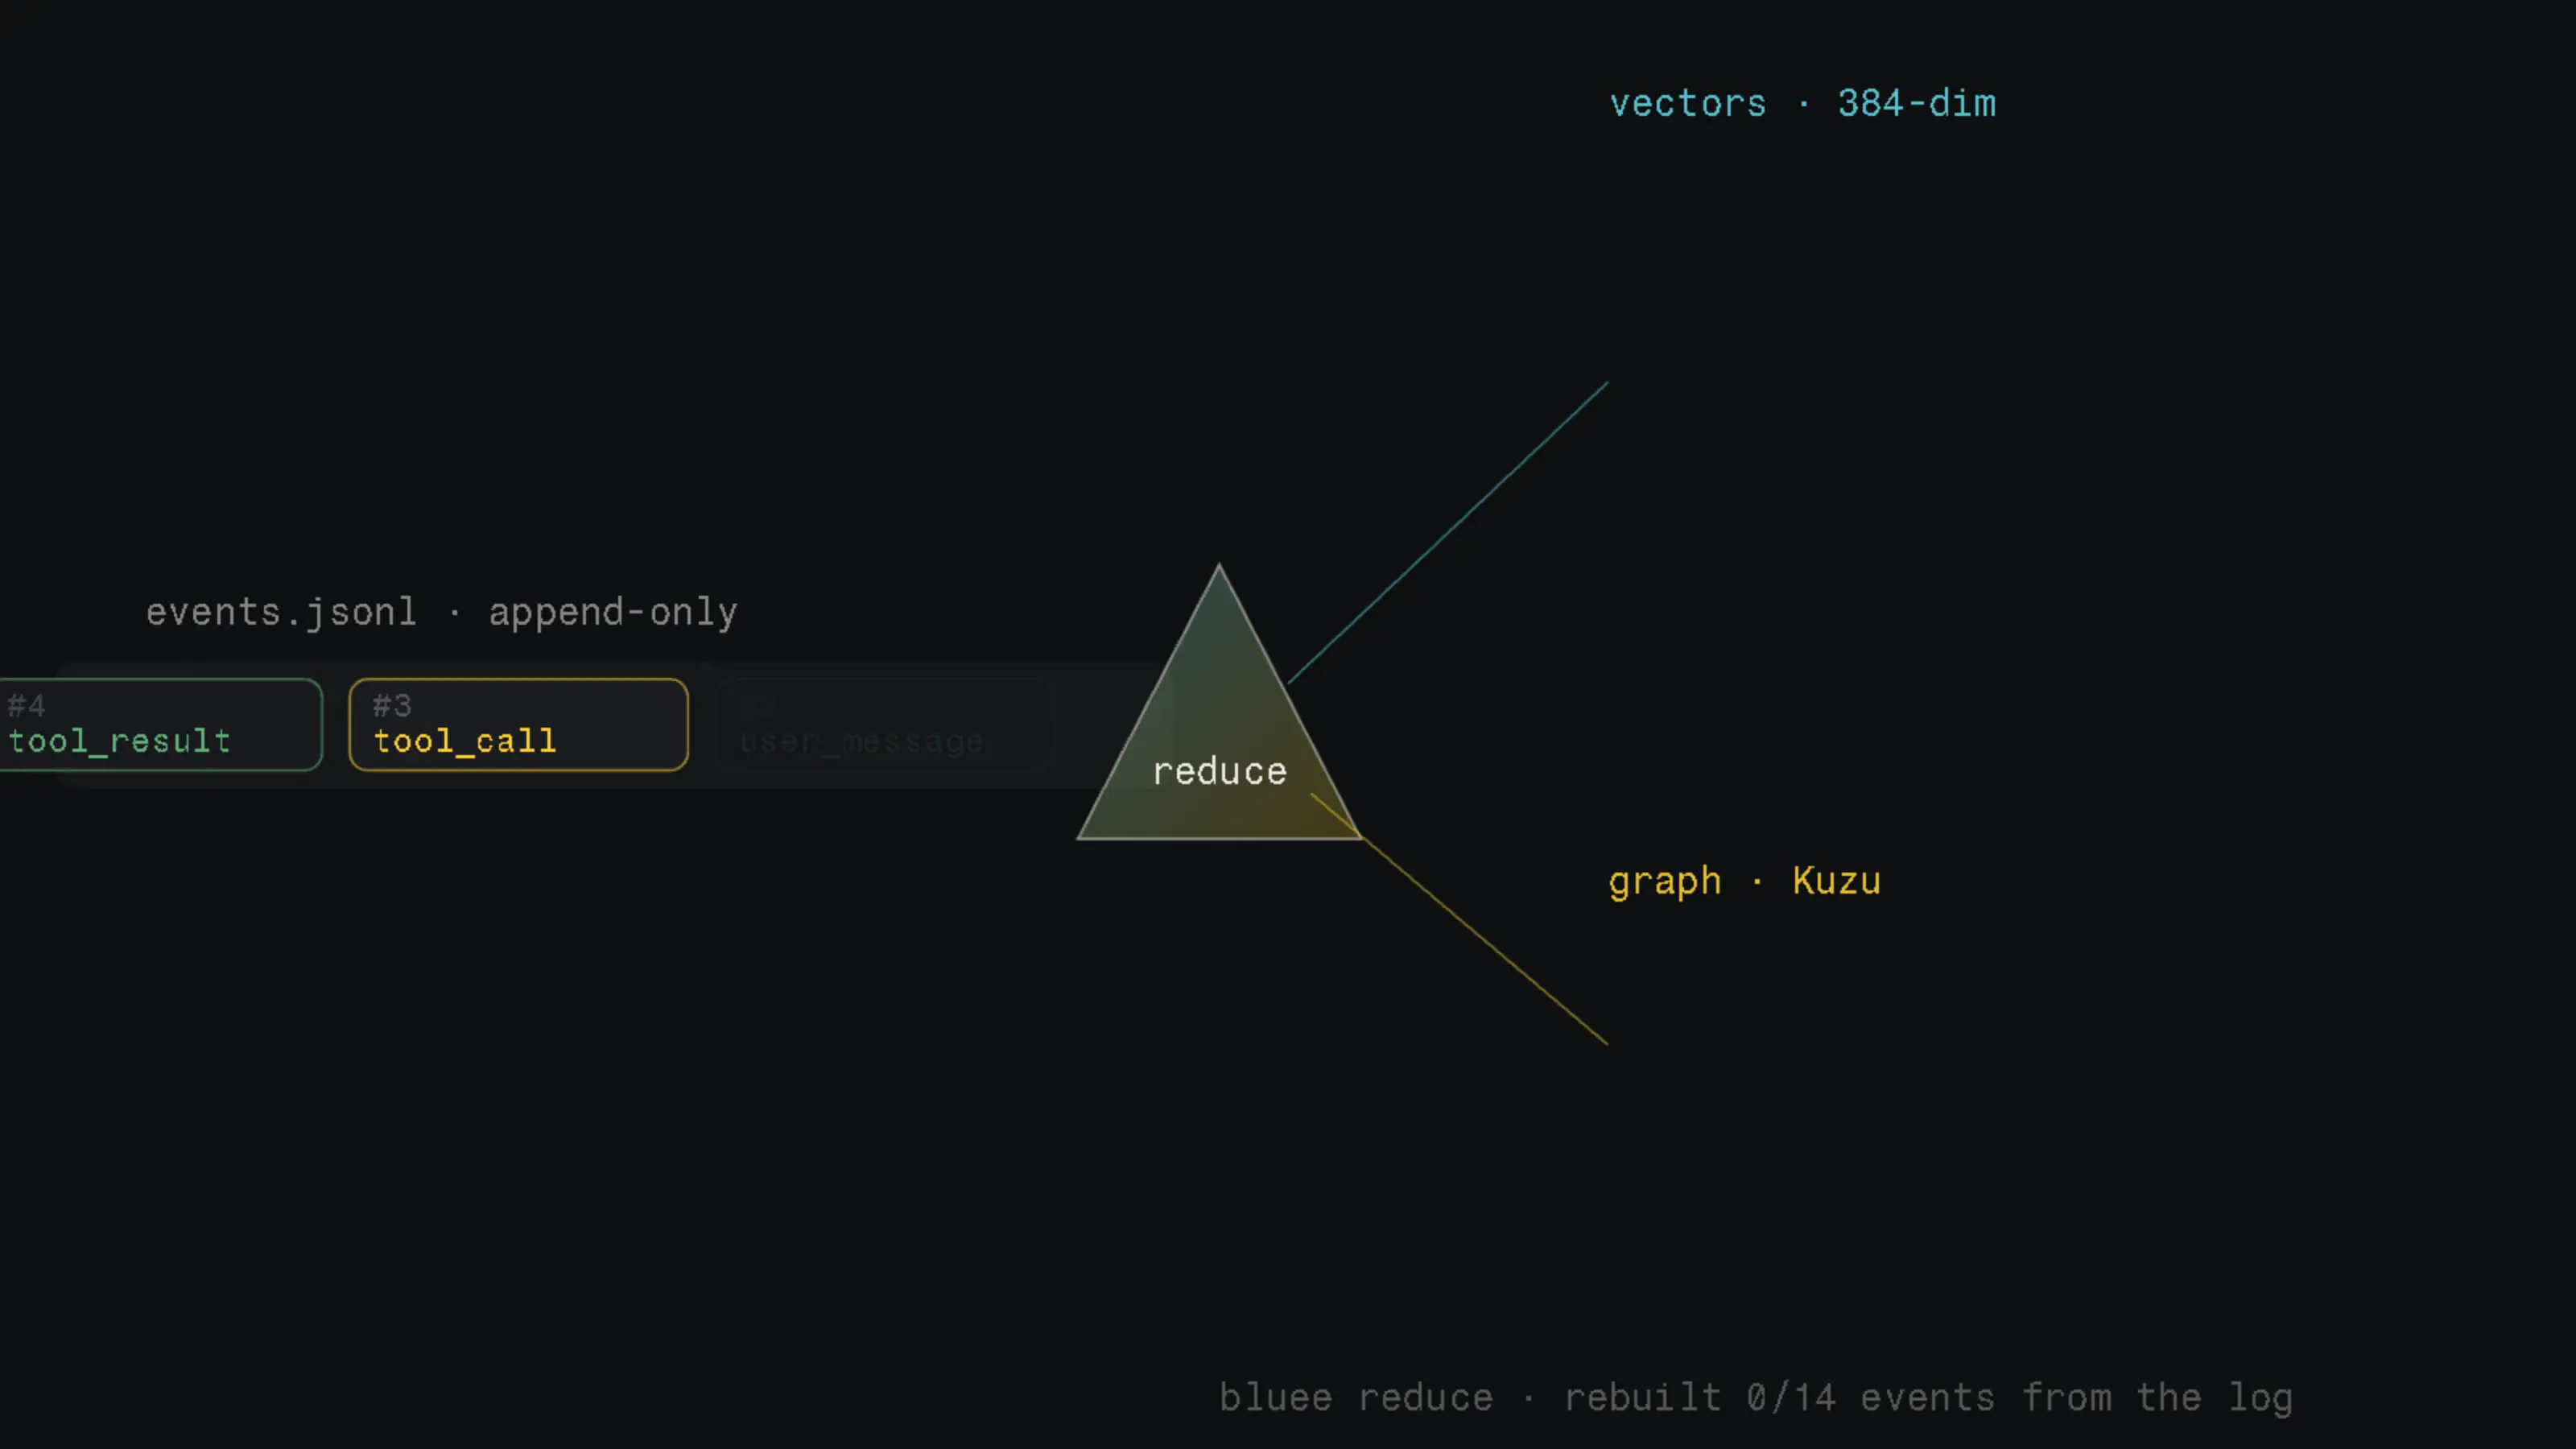 vectors · 384-dim
events.jsonl · append-only
#4
tool_result
#3
tool_call
user_message
reduce
graph · Kuzu
bluee reduce · rebuilt 0/14 events from the log